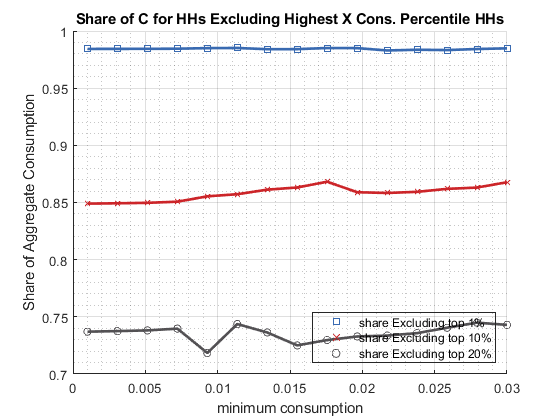 Share of C for HHs Excluding Highest X Cons. Percentile HHs
1
0.95
0.9
0.85
0.8
0.75
0.7
Share of Aggregate Consumption
share Excluding top 1%
share Excluding top 10%
share Excluding top 20%
0
0.005
0.01
0.015
0.02
0.025
0.03
minimum consumption